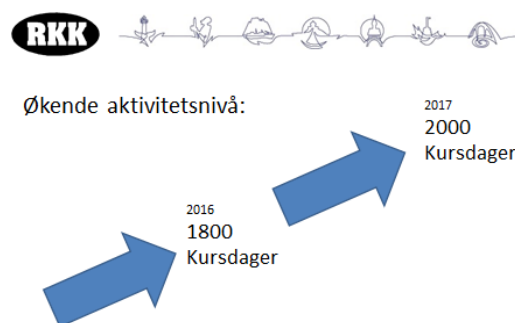 RKK
Økende aktivitetsnivå:
2017
2000
Kursdager
2016
1800
Kursdager